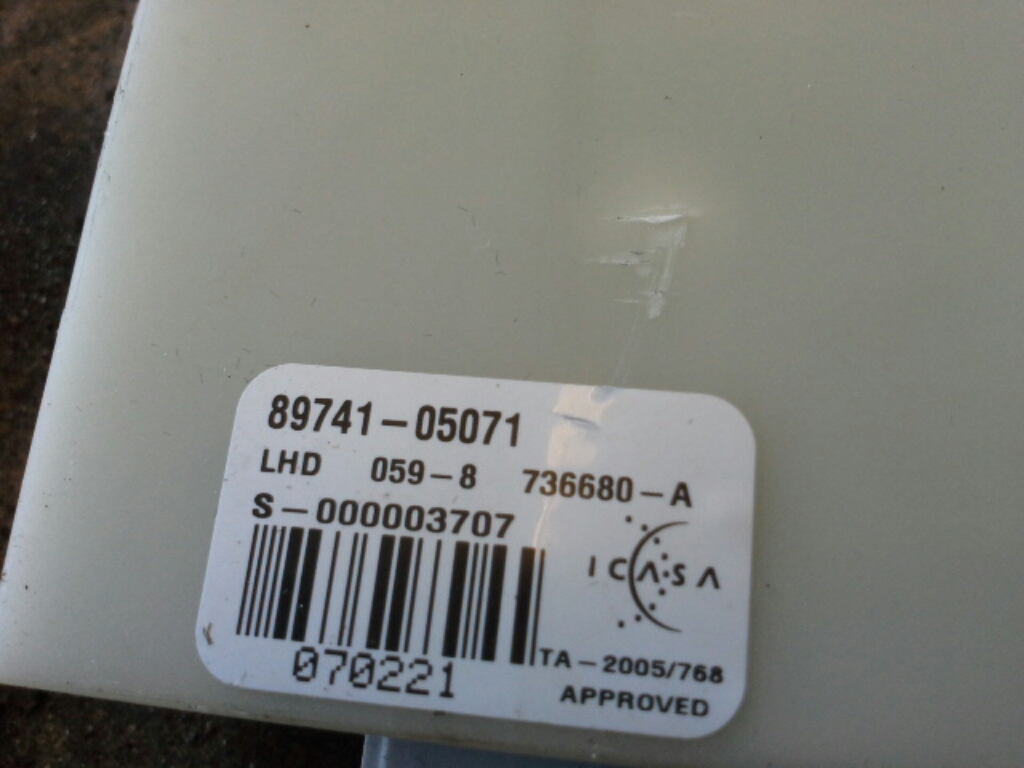 89741-05071
LHD 059-8 736680-A
S-000003707
ICASA
070221
TA-2005/768
APPROVED